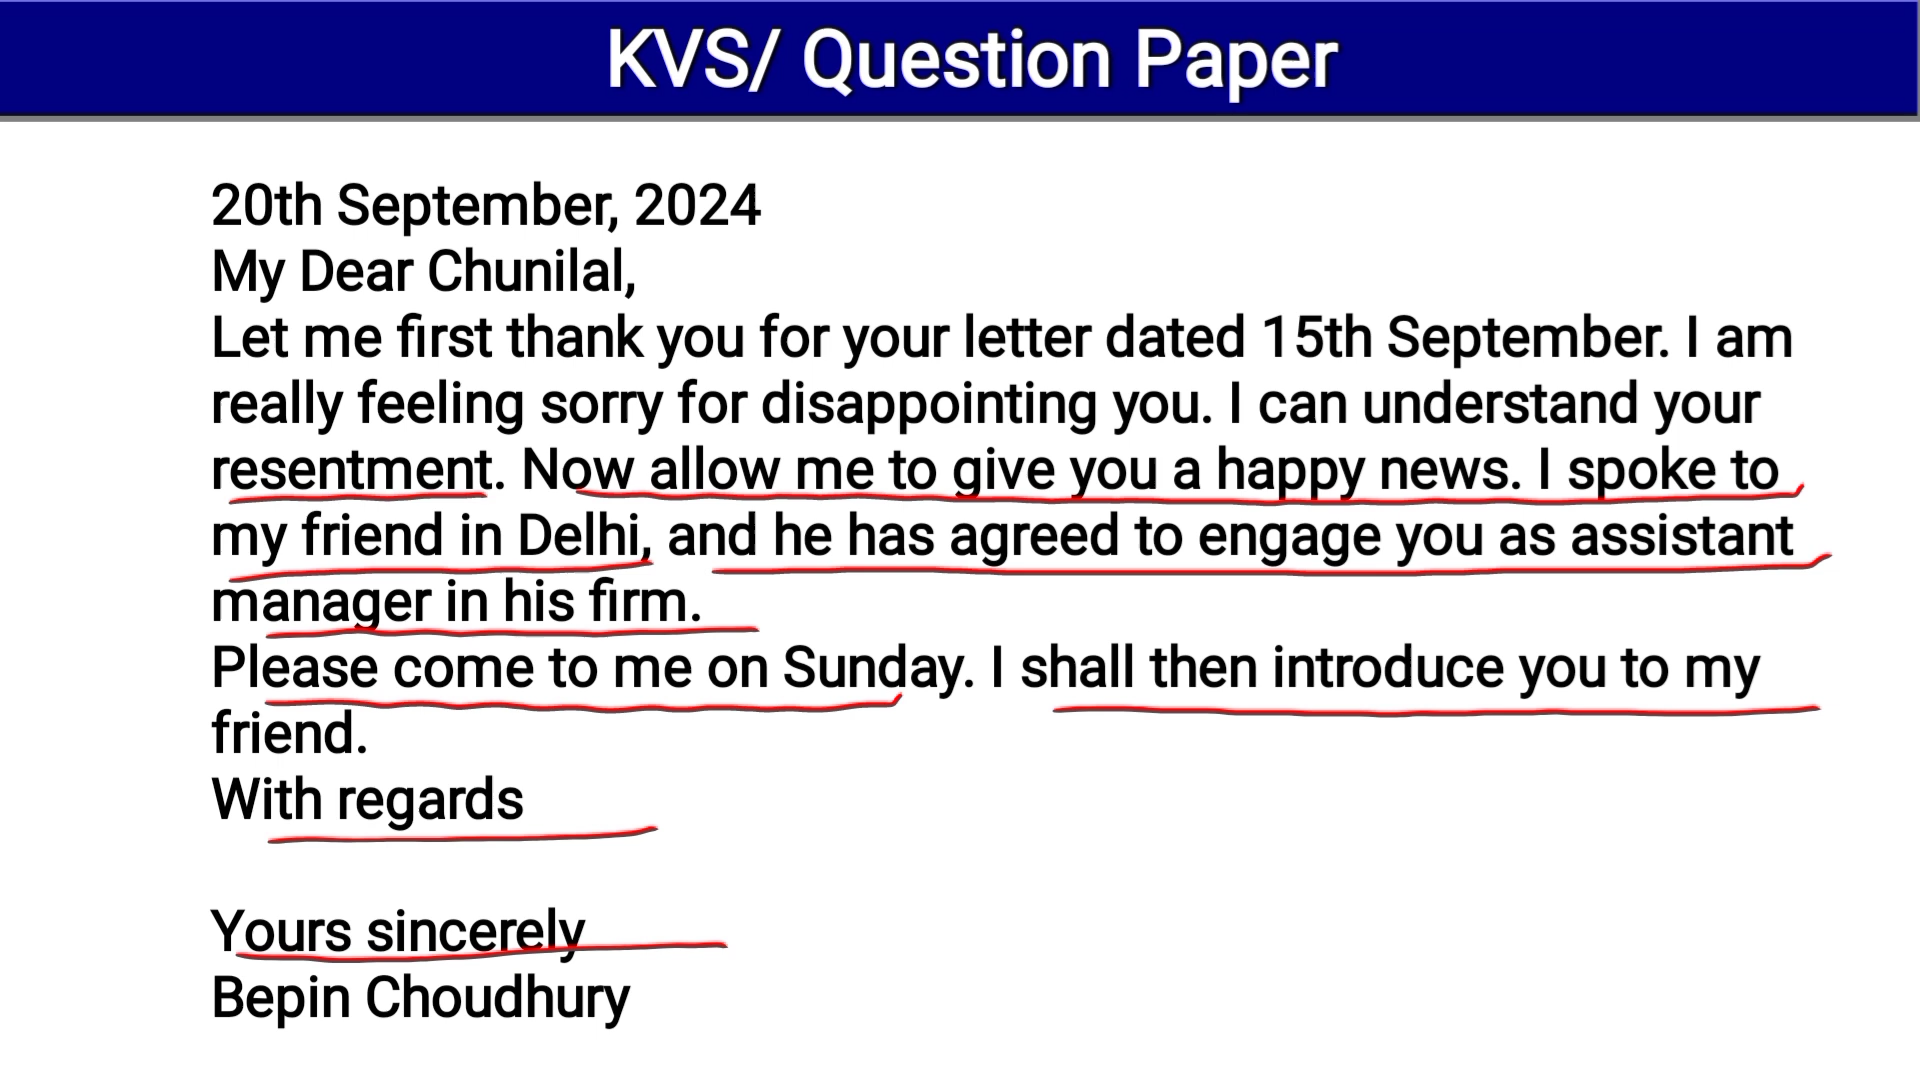 KVS/ Question Paper
20th September, 2024
My Dear Chunilal,
Let me first thank you for your letter dated 15th September. I am
really feeling sorry for disappointing you. I can understand your
resentment. Now allow me to give you a happy news. I spoke to
my friend in Delhi, and he has agreed to engage you as assistant
manager in his firm.
Please come to me on Sunday. I shall then introduce you to my
friend.
With regards
Yours sincerely
Bepin Choudhury